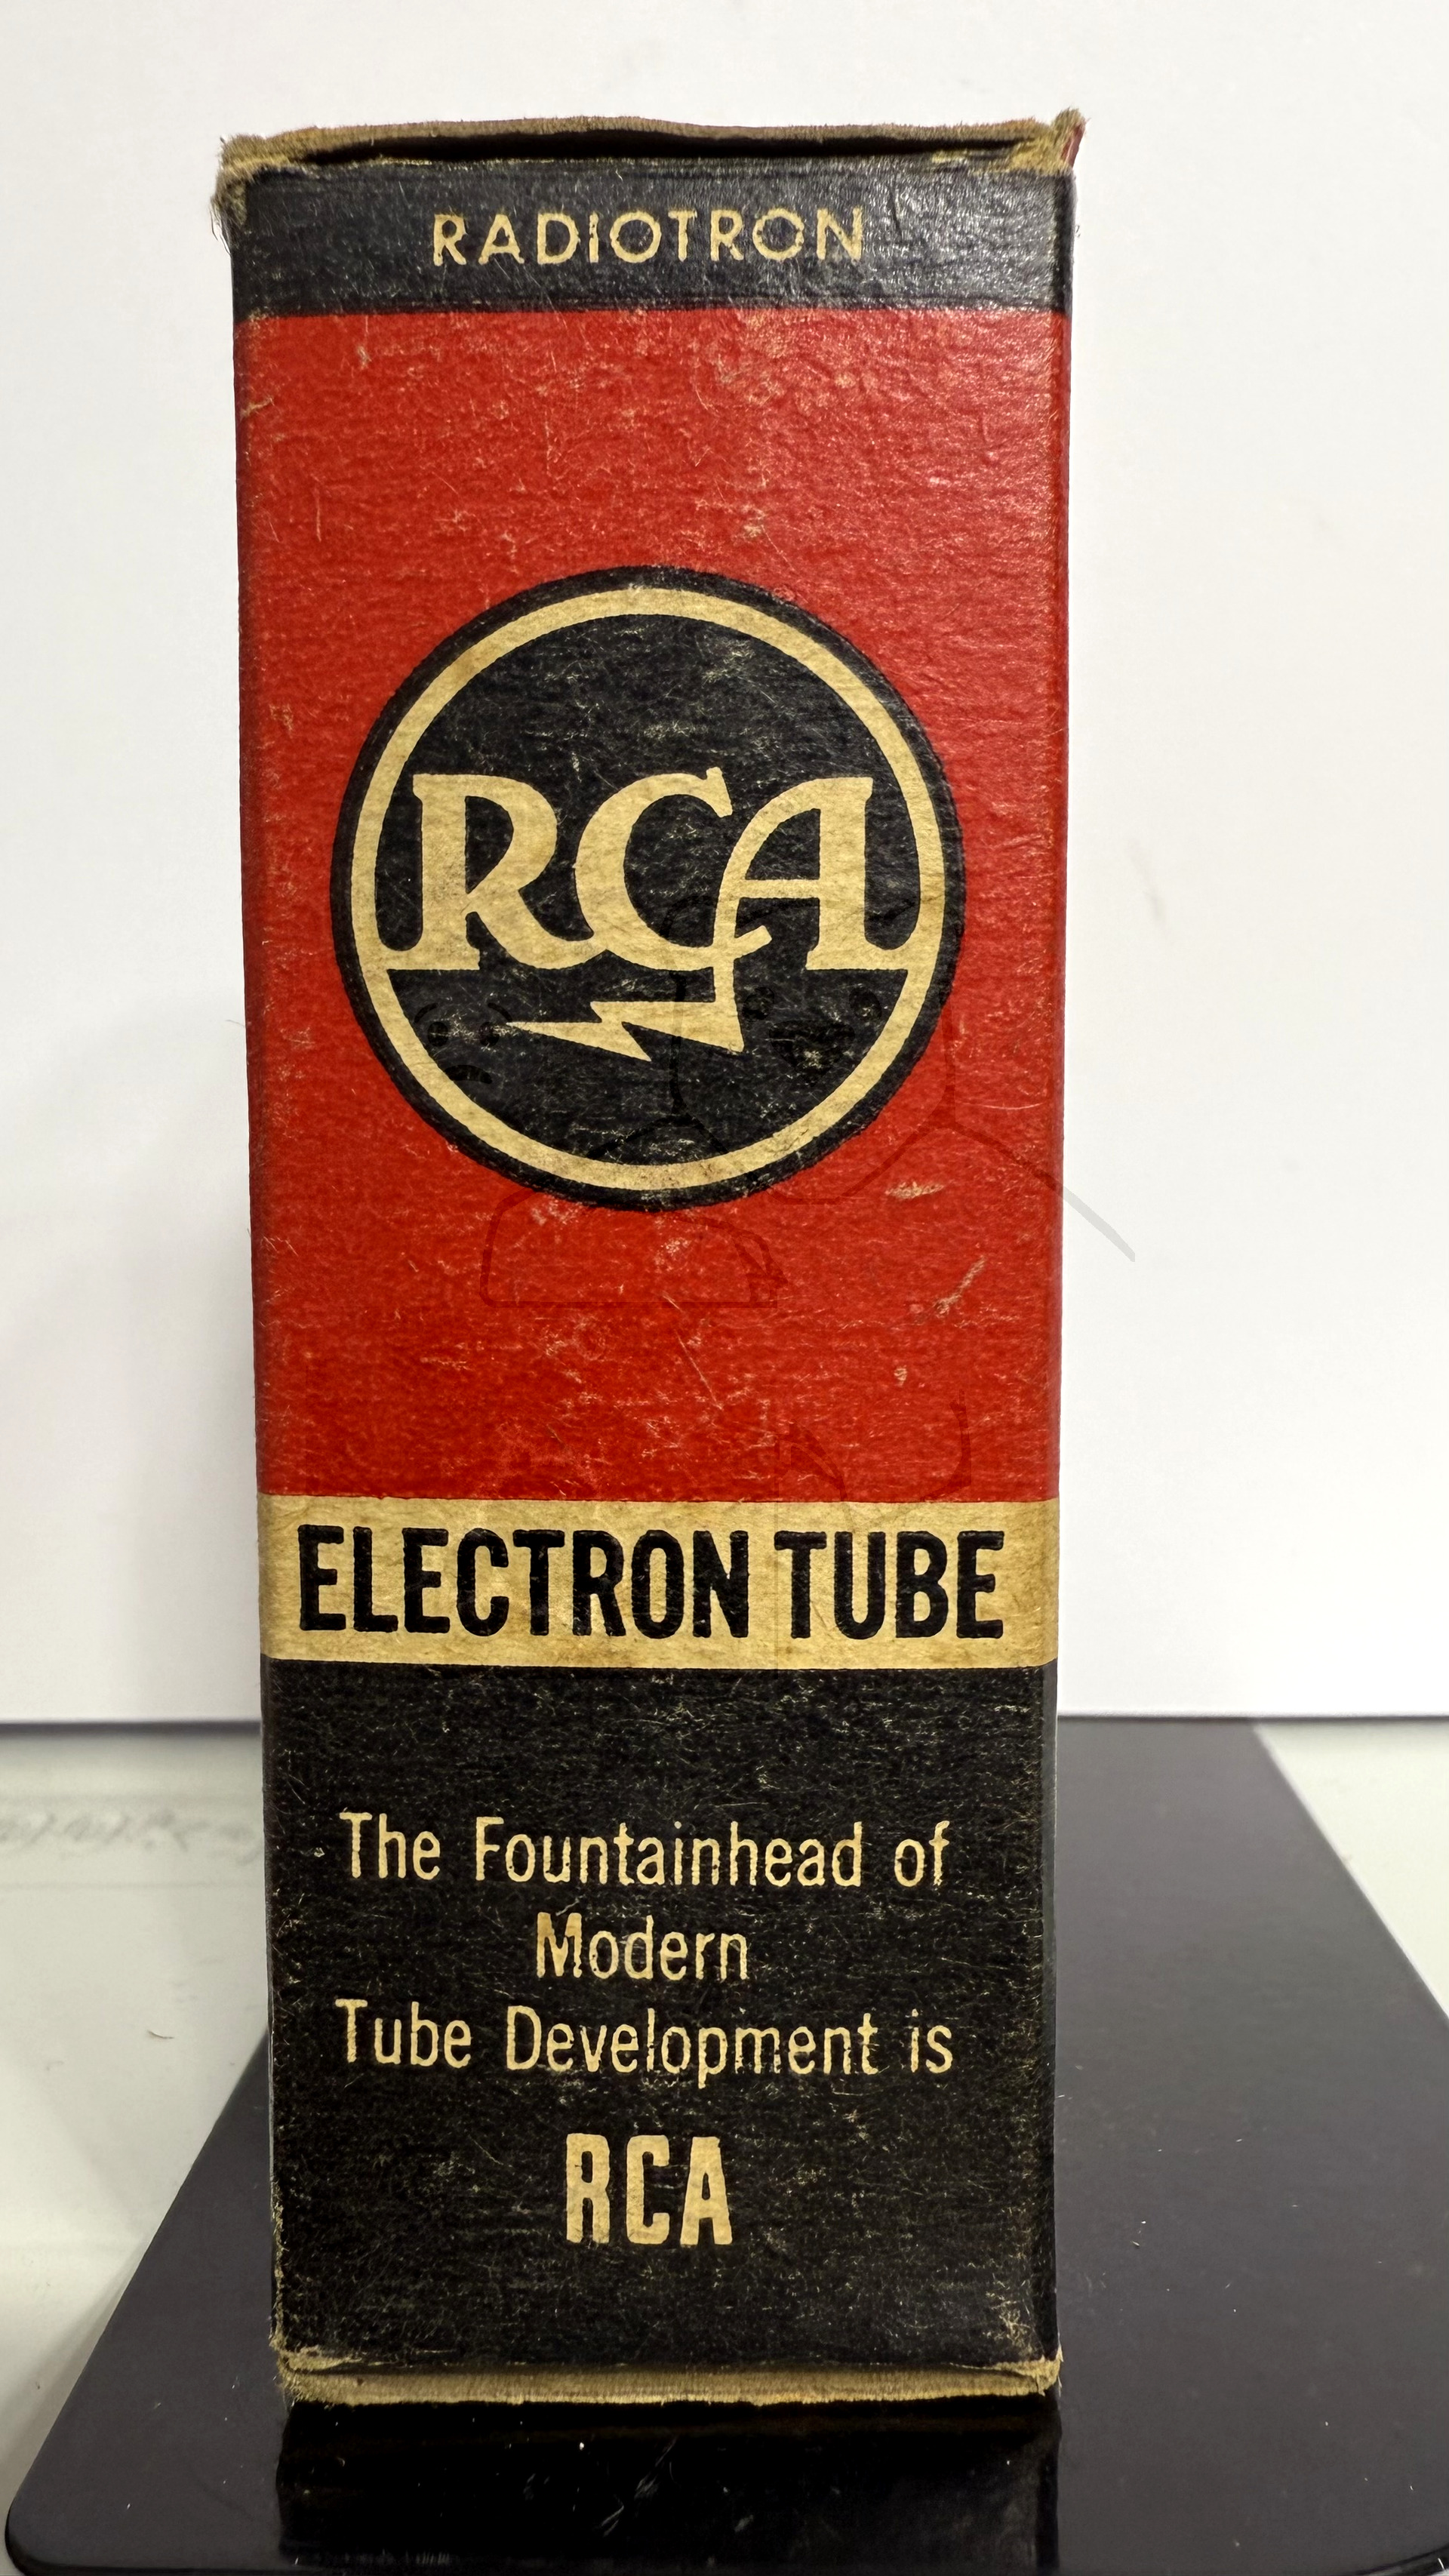 RADIOTRON
RCA
ELECTRON TUBE
The Fountainhead of
Modern
Tube Development is
RCA